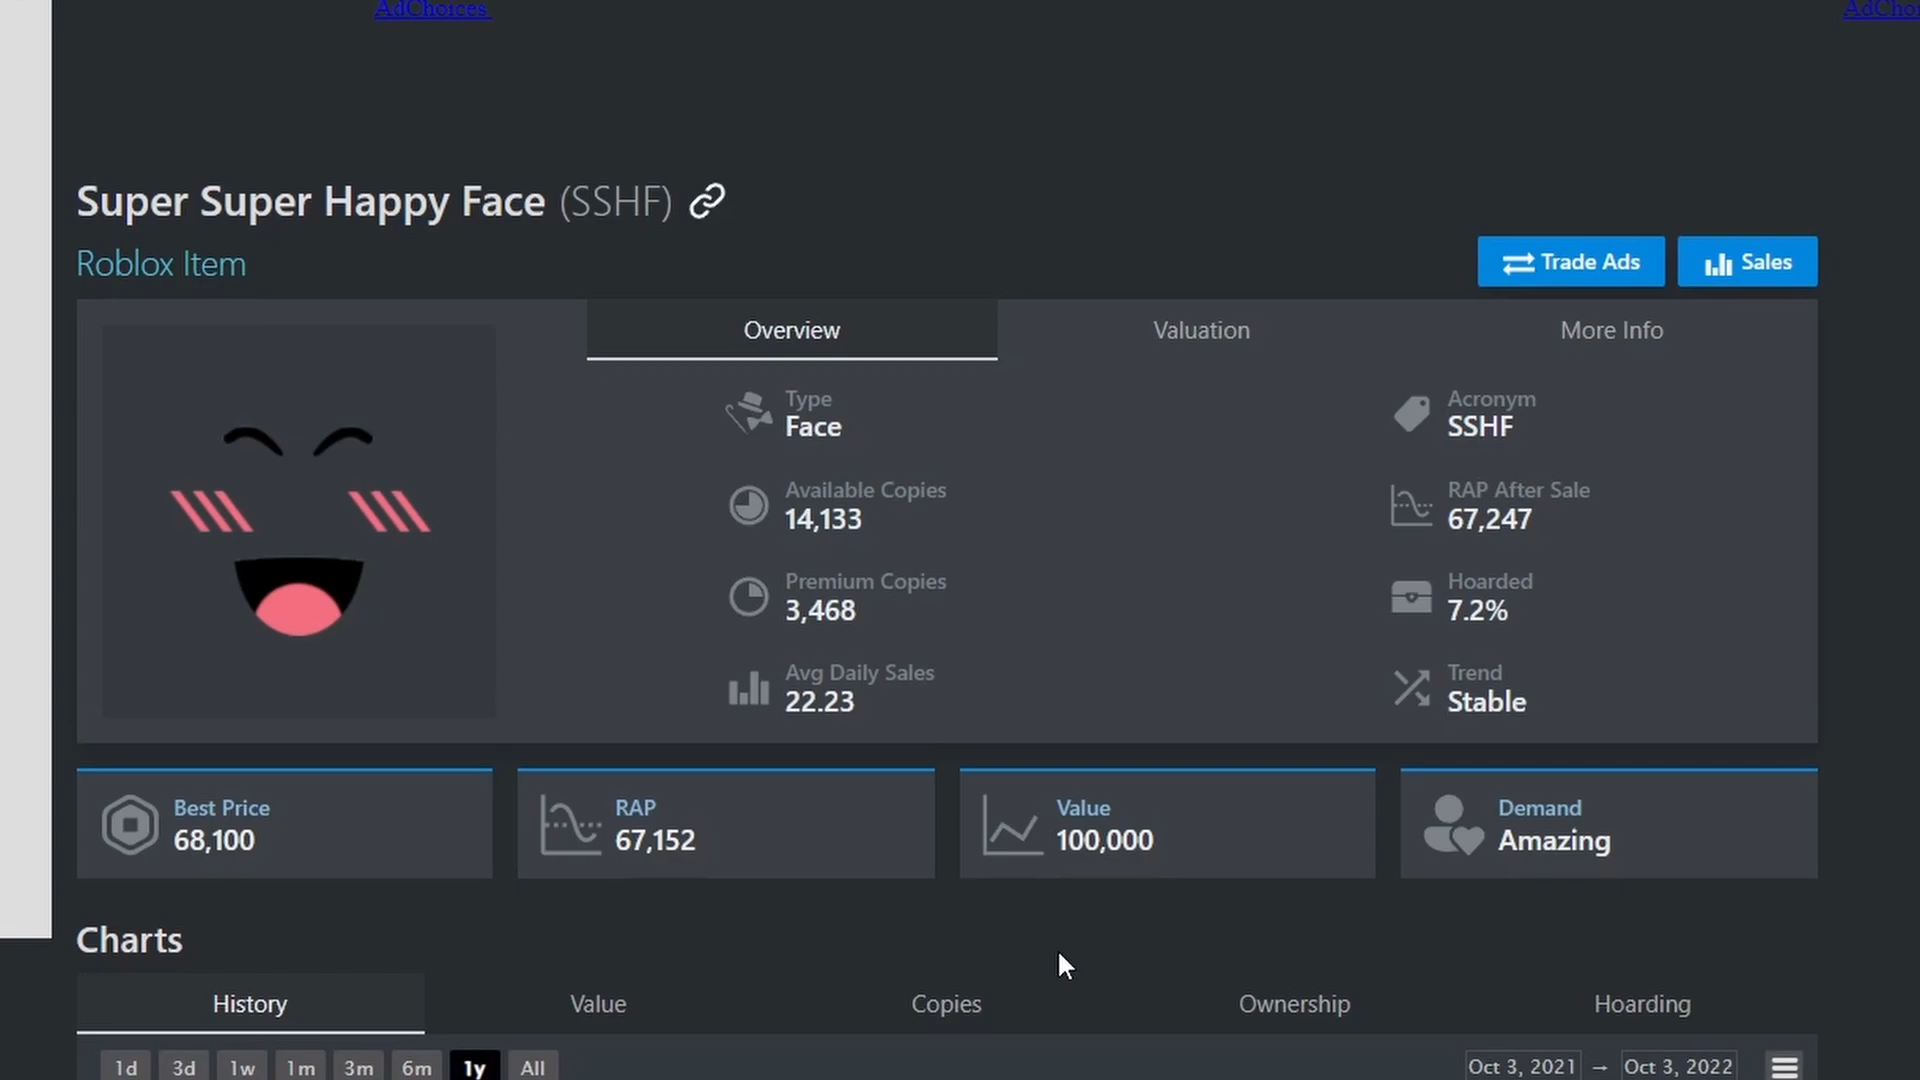 AdChoices
Super Super Happy Face (SSHF)
Roblox Item
Trade Ads
Sales
Overview
Valuation
More Info
Type
Face
Acronym
SSHF
Available Copies
14,133
RAP After Sale
67,247
Premium Copies
3,468
Hoarded
7.2%
Avg Daily Sales
22.23
Trend
Stable
Best Price
68,100
RAP
67,152
Value
100,000
Demand
Amazing
Charts
History
Value
Copies
Ownership
Hoarding
1d 3d 1w 1m 3m 6m 1y All
Oct 3, 2021 → Oct 3, 2022